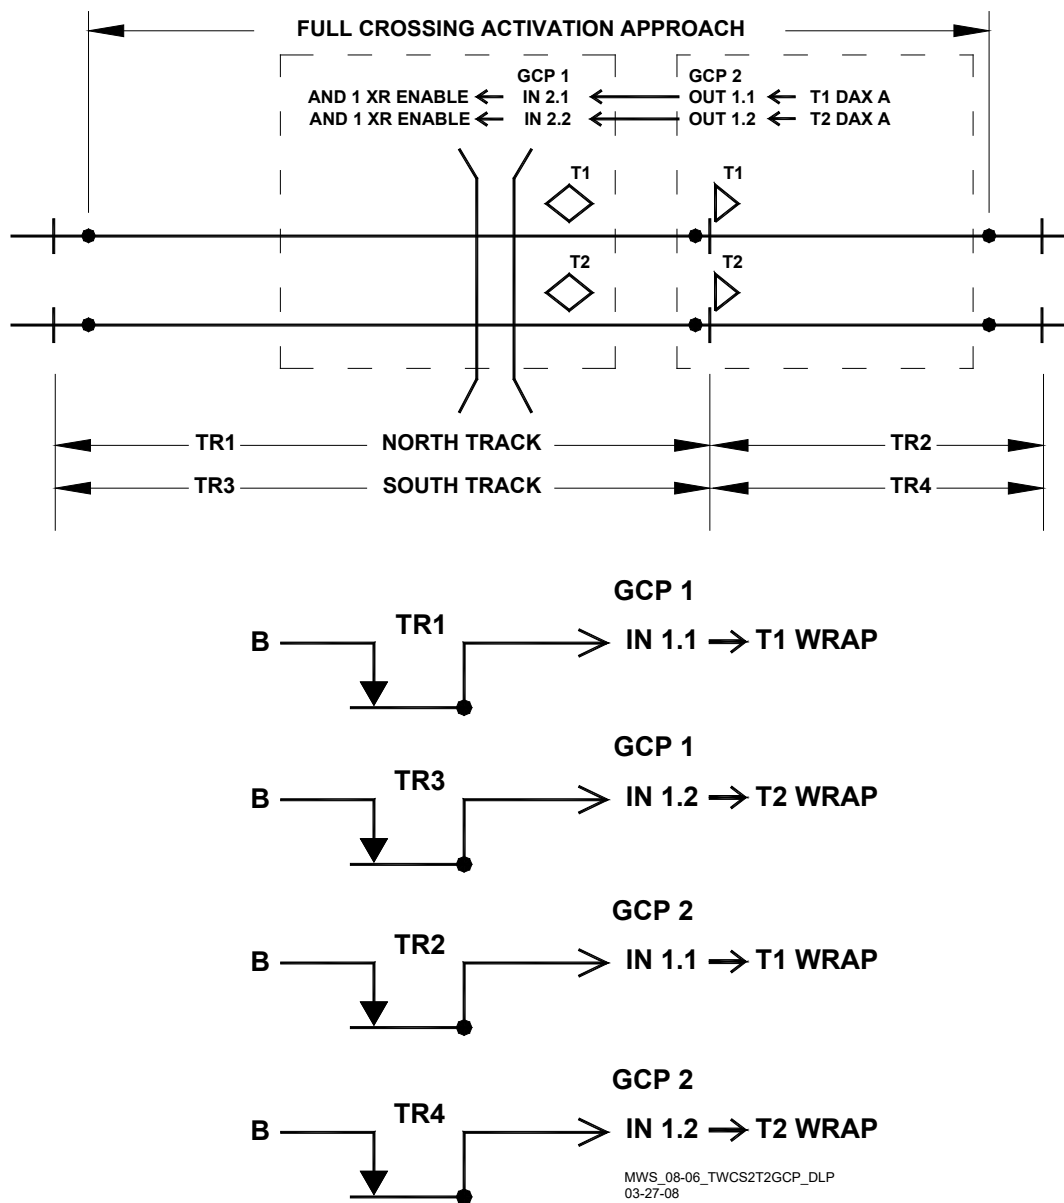 FULL CROSSING ACTIVATION APPROACH
GCP 1 GCP 2
AND 1 XR ENABLE IN 2.1 OUT 1.1 T1 DAX A
AND 1 XR ENABLE IN 2.2 OUT 1.2 T2 DAX A
T1 T1
T2 T2
TR1 NORTH TRACK TR2
TR3 SOUTH TRACK TR4
GCP 1
B TR1 IN 1.1 T1 WRAP
GCP 1
B TR3 IN 1.2 T2 WRAP
GCP 2
B TR2 IN 1.1 T1 WRAP
GCP 2
B TR4 IN 1.2 T2 WRAP
MWS_08-06_TWCS2T2GCP_DLP
03-27-08